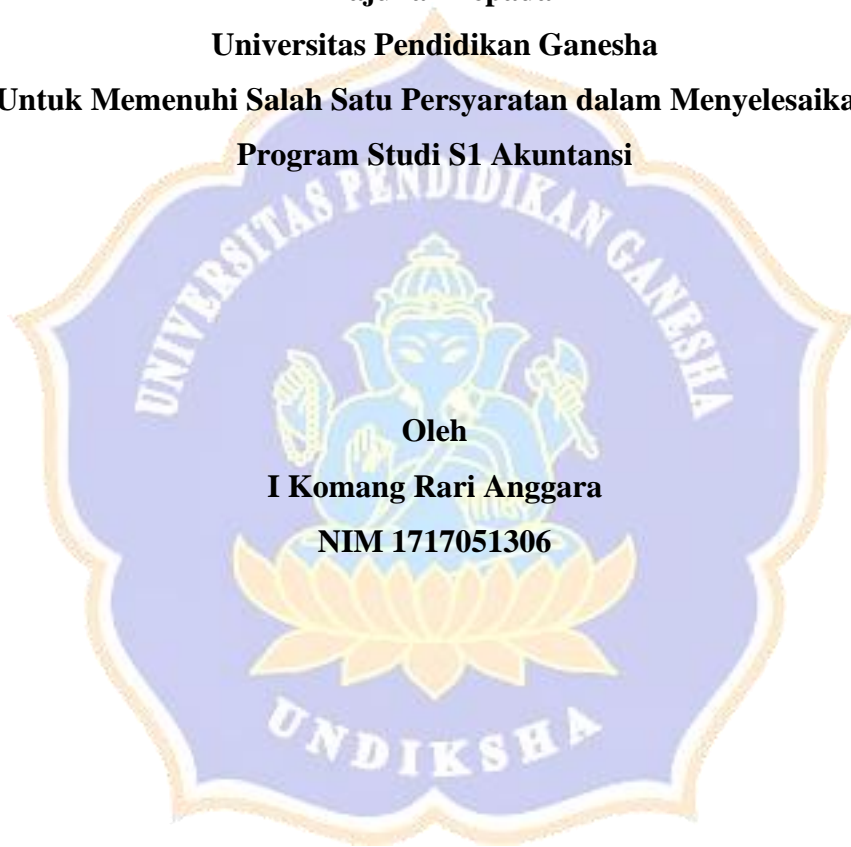 Universitas Pendidikan Ganesha
Untuk Memenuhi Salah Satu Persyaratan dalam
Program Studi S1 Akuntansi
UNIVERSITAS PENDIDIKAN GANESHA
Oleh
I Komang Rari Anggara
NIM 1717051306
UNDIKSHA